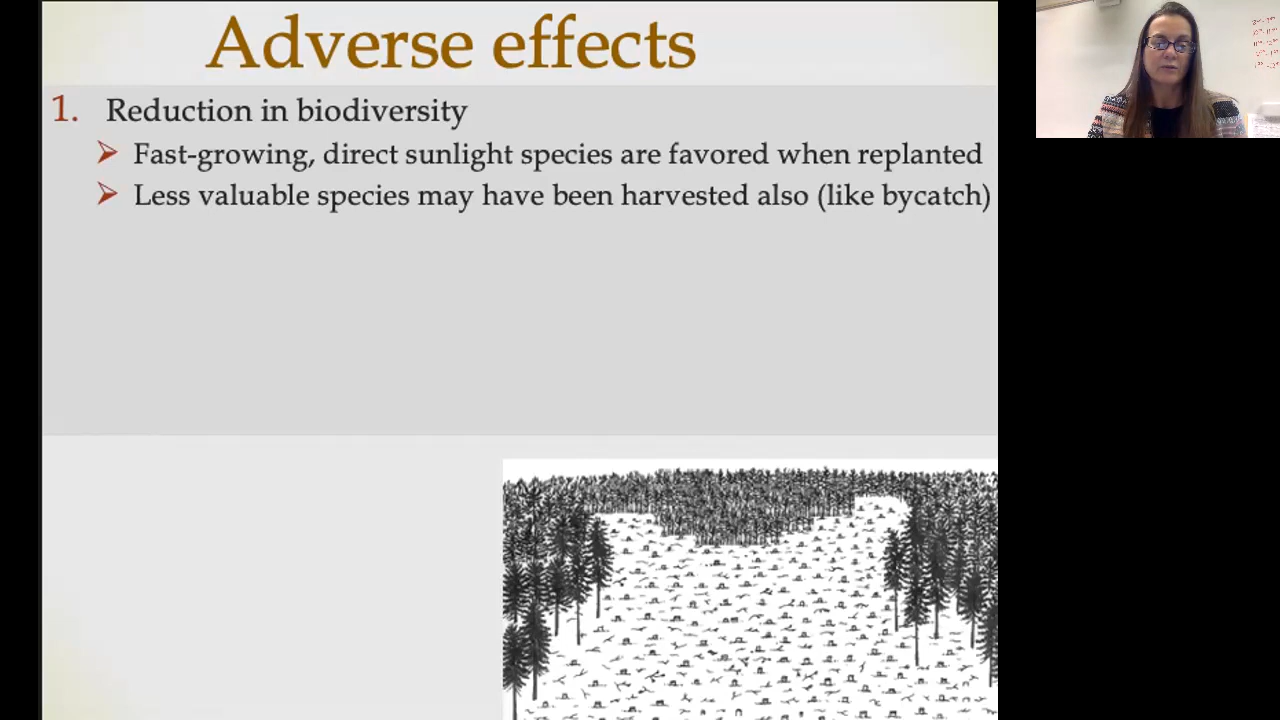 Adverse effects
1. Reduction in biodiversity
➢ Fast-growing, direct sunlight species are favored when replanted
➢ Less valuable species may have been harvested also (like bycatch)